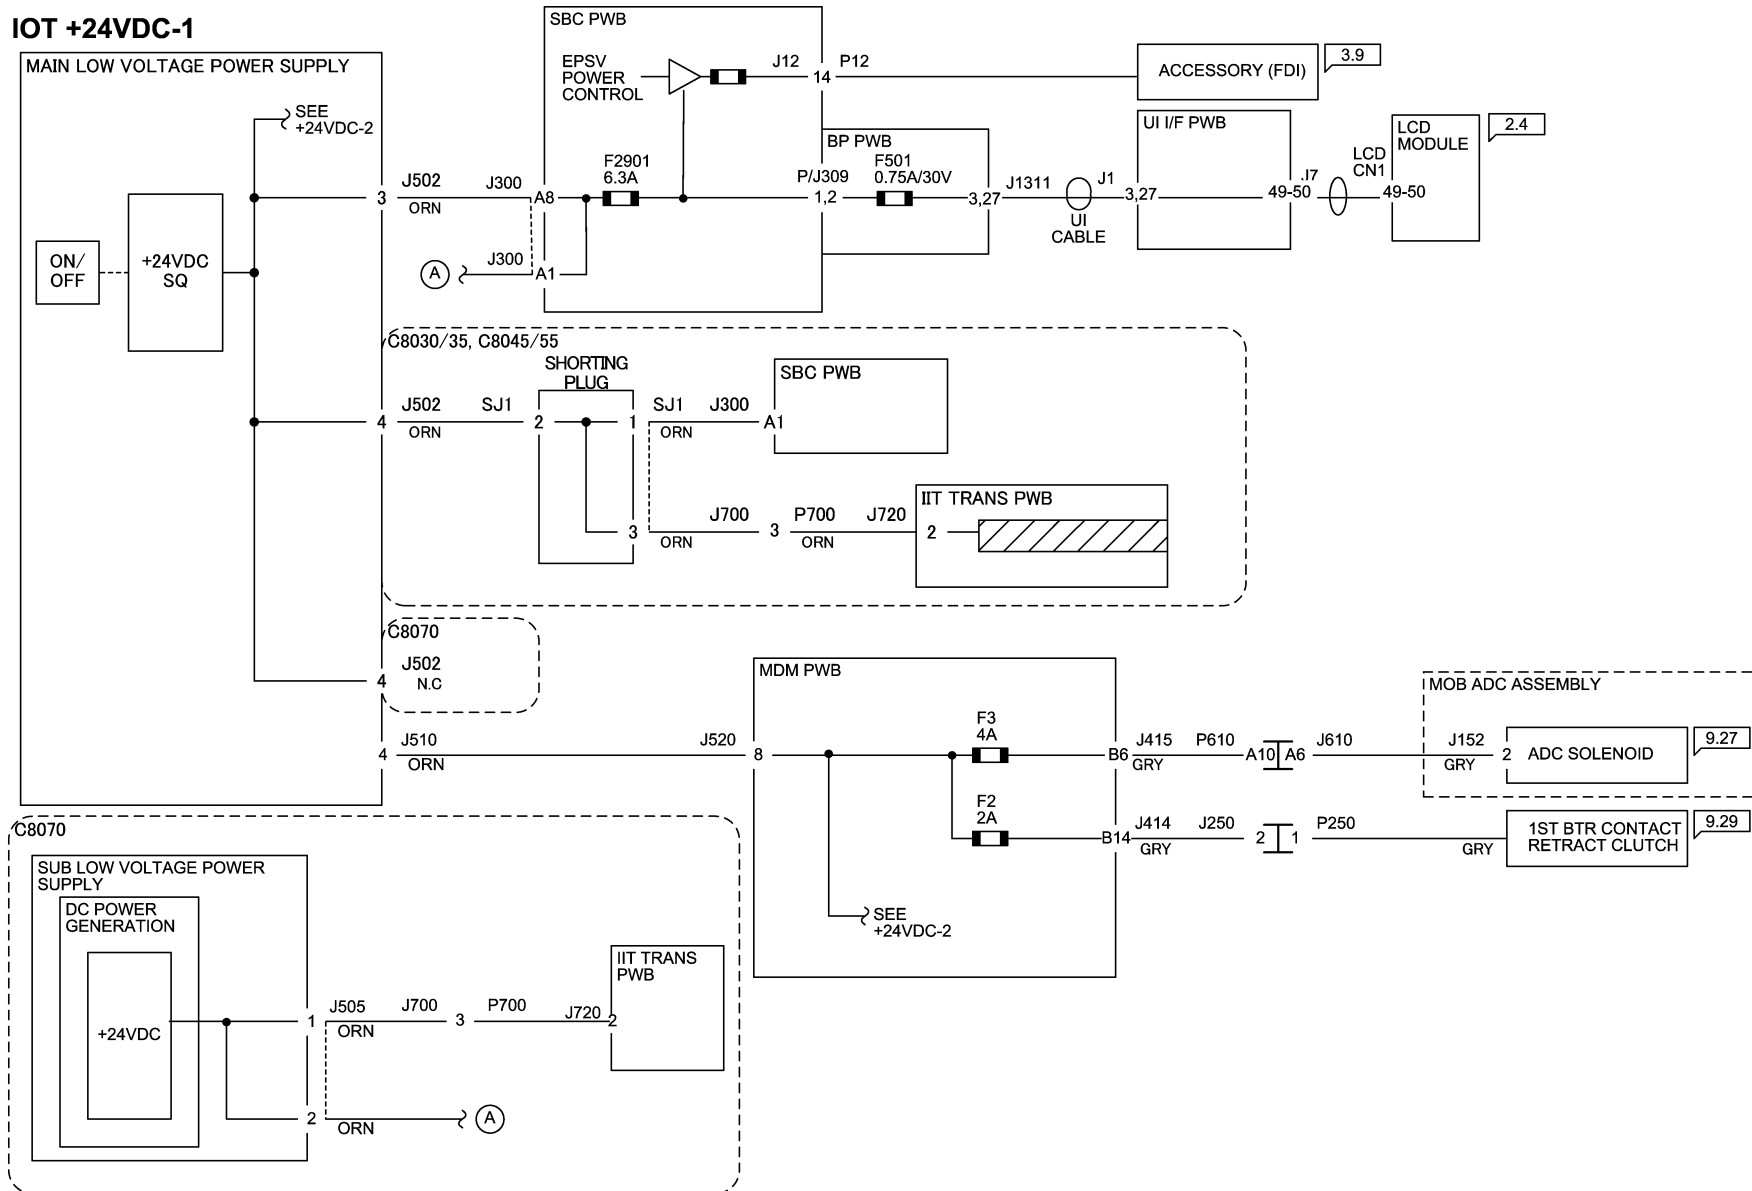 IOT +24VDC-1
MAIN LOW VOLTAGE POWER SUPPLY
SEE
+24VDC-2
ON/
OFF
+24VDC
SQ
3
J502
ORN
J300
A8
J300
A
A1
SBC PWB
EPSV
POWER
CONTROL
J12
14
P12
F2901
6.3A
BP PWB
P/J309
1,2
F501
0.75A/30V
3,27
J1311
UI
CABLE
J1
ACCESSORY (FDI)
3.9
UI I/F PWB
3,27
49-50
J7
LCD
CN1
LCD
MODULE
49-50
2.4
C8030/35, C8045/55
SHORTING
PLUG
4
J502
ORN
SJ1
2
1
3
SJ1
ORN
J300
A1
SBC PWB
ORN
J700
3
P700
ORN
J720
IIT TRANS PWB
2
C8070
4
J502
N.C
4
J510
ORN
J520
MDM PWB
8
F3
4A
F2
2A
SEE
+24VDC-2
B6
J415
GRY
P610
A10
A6
J610
MOB ADC ASSEMBLY
J152
GRY
2
ADC SOLENOID
9.27
B14
J414
GRY
J250
2
1
P250
GRY
1ST BTR CONTACT
RETRACT CLUTCH
9.29
C8070
SUB LOW VOLTAGE POWER
SUPPLY
DC POWER
GENERATION
+24VDC
1
J505
ORN
J700
3
P700
J720
2
IIT TRANS
PWB
2
ORN
A